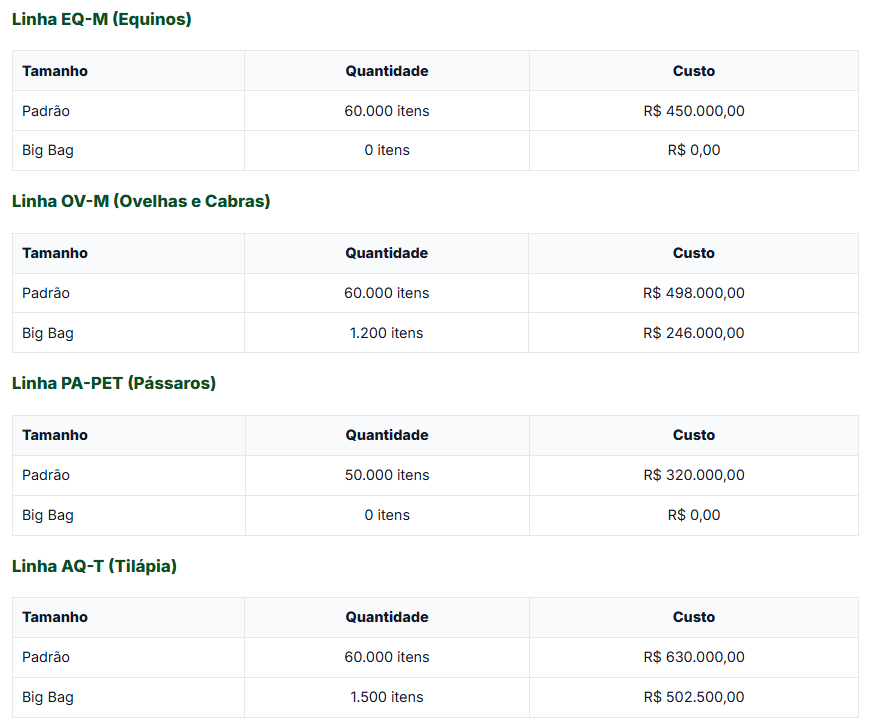 Linha EQ-M (Equinos)
Tamanho Quantidade Custo
Padrão 60.000 itens R$ 450.000,00
Big Bag 0 itens R$ 0,00
Linha OV-M (Ovelhas e Cabras)
Tamanho Quantidade Custo
Padrão 60.000 itens R$ 498.000,00
Big Bag 1.200 itens R$ 246.000,00
Linha PA-PET (Pássaros)
Tamanho Quantidade Custo
Padrão 50.000 itens R$ 320.000,00
Big Bag 0 itens R$ 0,00
Linha AQ-T (Tilápia)
Tamanho Quantidade Custo
Padrão 60.000 itens R$ 630.000,00
Big Bag 1.500 itens R$ 502.500,00